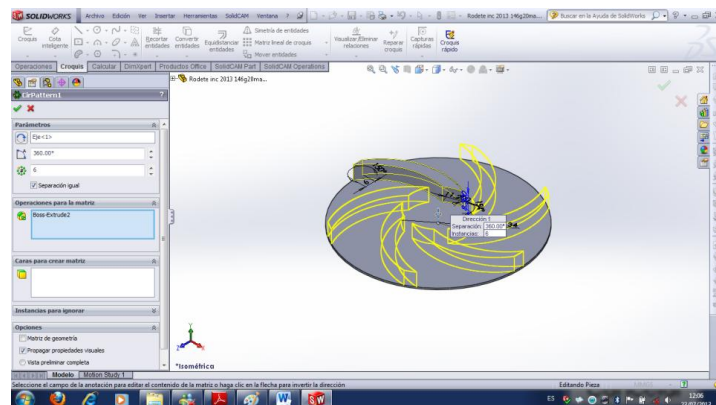 SOLIDWORKS Archivo Edición Ver Insertar Herramientas SolidCAM Ventana ? Rodete inc 2013 146g28ma... Buscar en la Ayuda de SolidWorks
Croquis Cota inteligente Recortar entidades Convertir entidades Equidistanciar entidades Simetría de entidades Matriz lineal de croquis Mover entidades Visualizar/Eliminar relaciones Reparar croquis Capturas rápidas Croquis rápido
Operaciones Croquis Calcular DimXpert Productos Office SolidCAM Part SolidCAM Operations
Rodete inc 2013 146g28ma...
CirPattern1 ?
Parámetros
Eje<1>
360.00°
6
Separación igual
Operaciones para la matriz
Boss-Extrude2
Caras para crear matriz
Instancias para ignorar
Opciones
Matriz de geometría
Propagar propiedades visuales
Vista preliminar completa
Dirección 1
Separación: 360.00°
Instancias: 6
*Isométrica
Modelo Motion Study 1
Seleccione el campo de la anotación para editar el contenido de la matriz o haga clic en la flecha para invertir la dirección Editando Pieza
ES 12:06